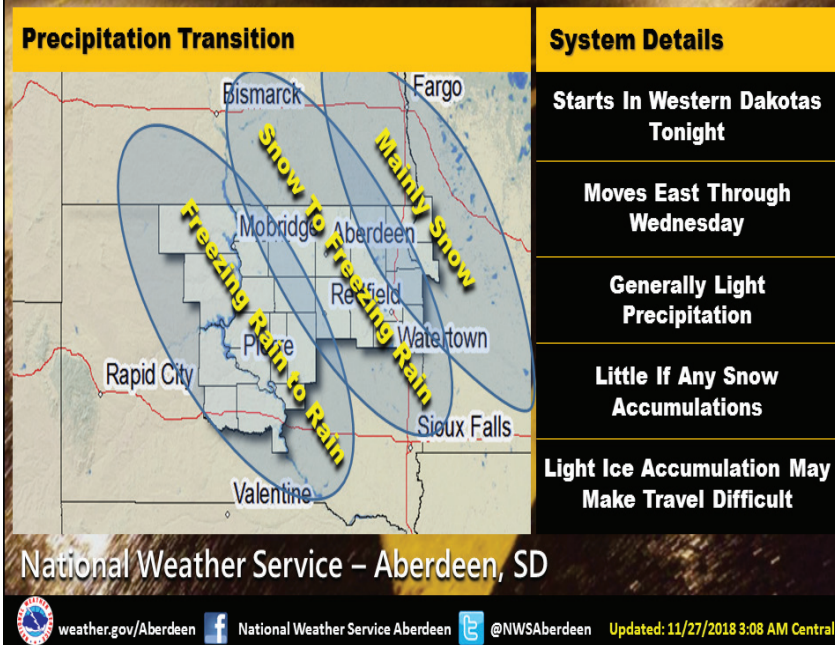 Precipitation Transition
Bismarck
Fargo
Snow To Freezing Rain
Mainly Snow
Freezing Rain to Rain
Mobridge
Aberdeen
Redfield
Watertown
Pierre
Rapid City
Sioux Falls
Valentine
System Details
Starts In Western Dakotas
Tonight
Moves East Through
Wednesday
Generally Light
Precipitation
Little If Any Snow
Accumulations
Light Ice Accumulation May
Make Travel Difficult
National Weather Service – Aberdeen, SD
weather.gov/Aberdeen
National Weather Service Aberdeen
@NWSAberdeen
Updated: 11/27/2018 3:08 AM Central